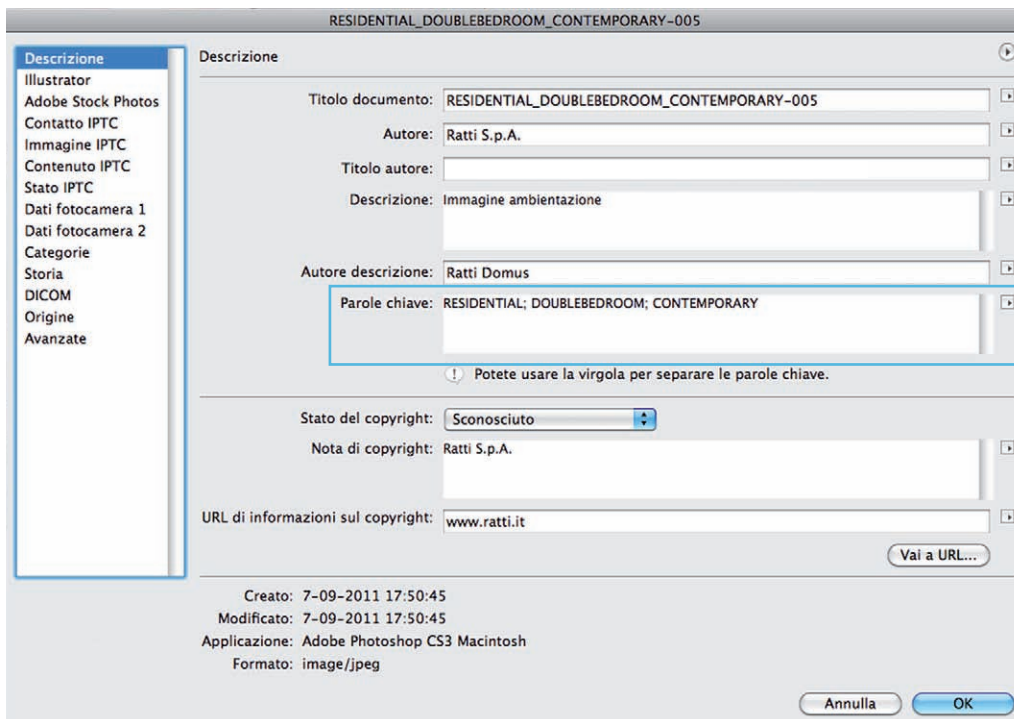 RESIDENTIAL_DOUBLEBEDROOM_CONTEMPORARY-005
Descrizione
Illustrator
Adobe Stock Photos
Contatto IPTC
Immagine IPTC
Contenuto IPTC
Stato IPTC
Dati fotocamera 1
Dati fotocamera 2
Categorie
Storia
DICOM
Origine
Avanzate
Descrizione
Titolo documento: RESIDENTIAL_DOUBLEBEDROOM_CONTEMPORARY-005
Autore: Ratti S.p.A.
Titolo autore:
Descrizione: Immagine ambientazione
Autore descrizione: Ratti Domus
Parole chiave: RESIDENTIAL; DOUBLEBEDROOM; CONTEMPORARY
! Potete usare la virgola per separare le parole chiave.
Stato del copyright: Sconosciuto
Nota di copyright: Ratti S.p.A.
URL di informazioni sul copyright: www.ratti.it
Vai a URL...
Creato: 7-09-2011 17:50:45
Modificato: 7-09-2011 17:50:45
Applicazione: Adobe Photoshop CS3 Macintosh
Formato: image/jpeg
Annulla OK